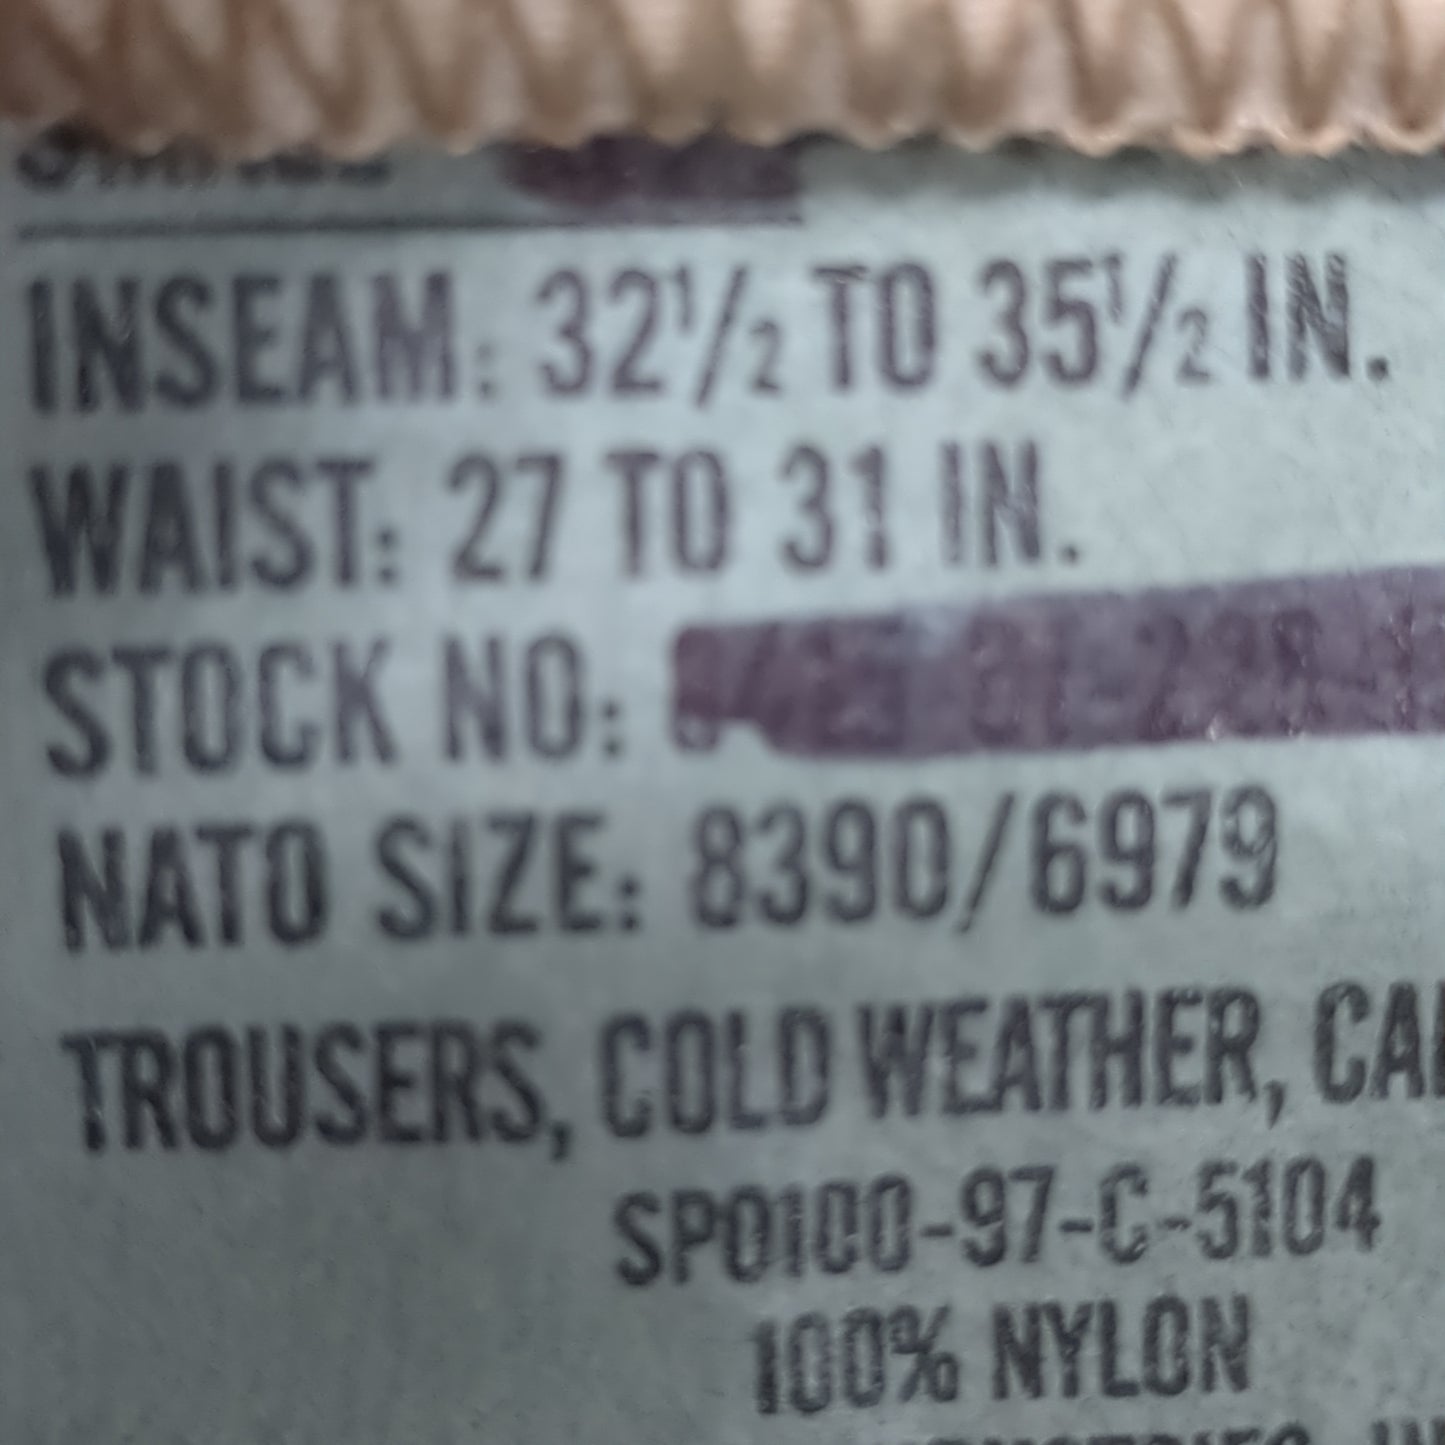 INSEAM: 32½ TO 35½ IN.
WAIST: 27 TO 31 IN.
STOCK NO:
NATO SIZE: 8390/6979
TROUSERS, COLD WEATHER,
SPO100-97-C-5104
100% NYLON